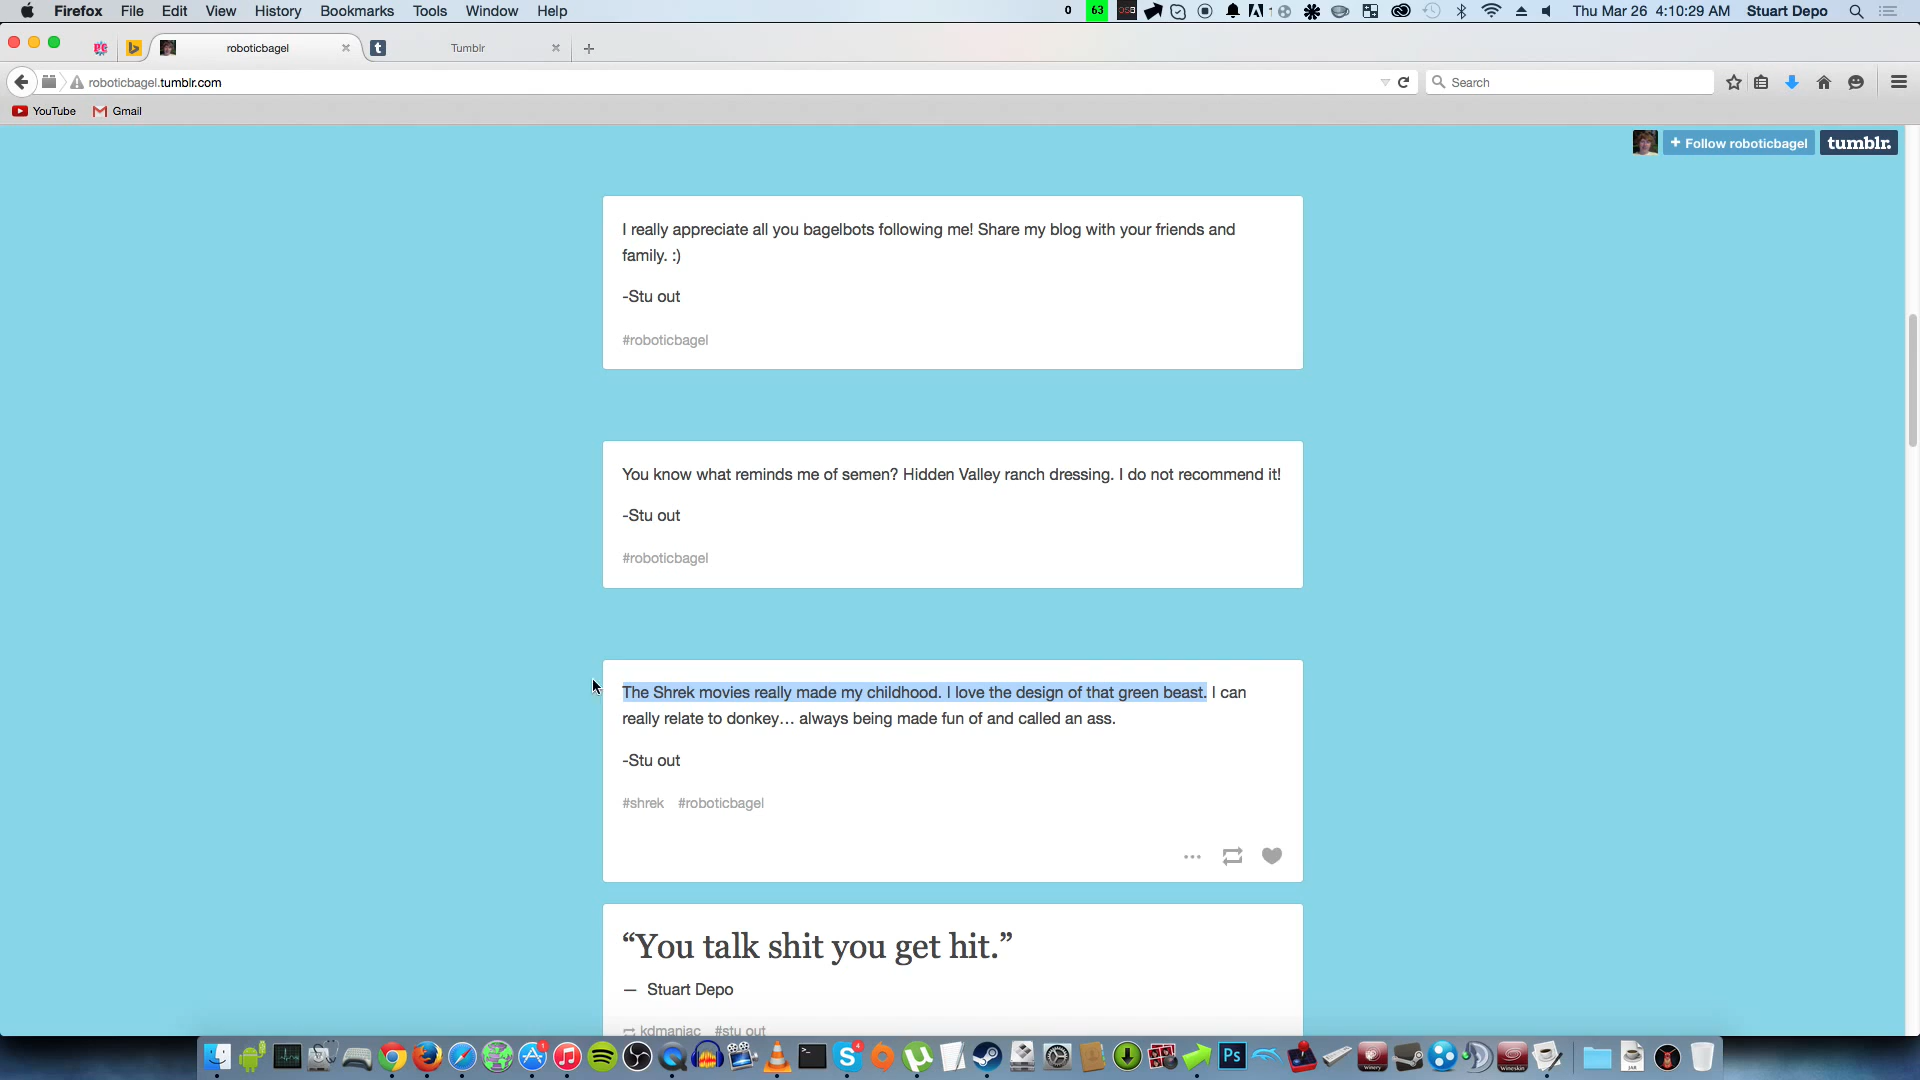 Firefox File Edit View History Bookmarks Tools Window Help 0 63 Thu Mar 26 4:10:29 AM Stuart Depo
roboticbagel Tumblr
roboticbagel.tumblr.com Search
YouTube Gmail
+ Follow roboticbagel tumblr.
I really appreciate all you bagelbots following me! Share my blog with your friends and
family. :)
-Stu out
#roboticbagel
You know what reminds me of semen? Hidden Valley ranch dressing. I do not recommend it!
-Stu out
#roboticbagel
The Shrek movies really made my childhood. I love the design of that green beast. I can
really relate to donkey… always being made fun of and called an ass.
-Stu out
#shrek #roboticbagel
“You talk shit you get hit.”
— Stuart Depo
kdmaniac #stu out